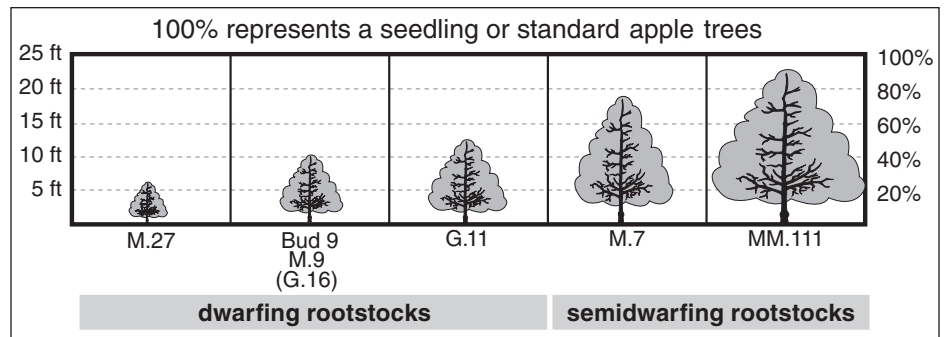 100% represents a seedling or standard apple trees
25 ft
20 ft
15 ft
10 ft
5 ft
100%
80%
60%
40%
20%
M.27
Bud 9
M.9
(G.16)
G.11
M.7
MM.111
dwarfing rootstocks
semidwarfing rootstocks